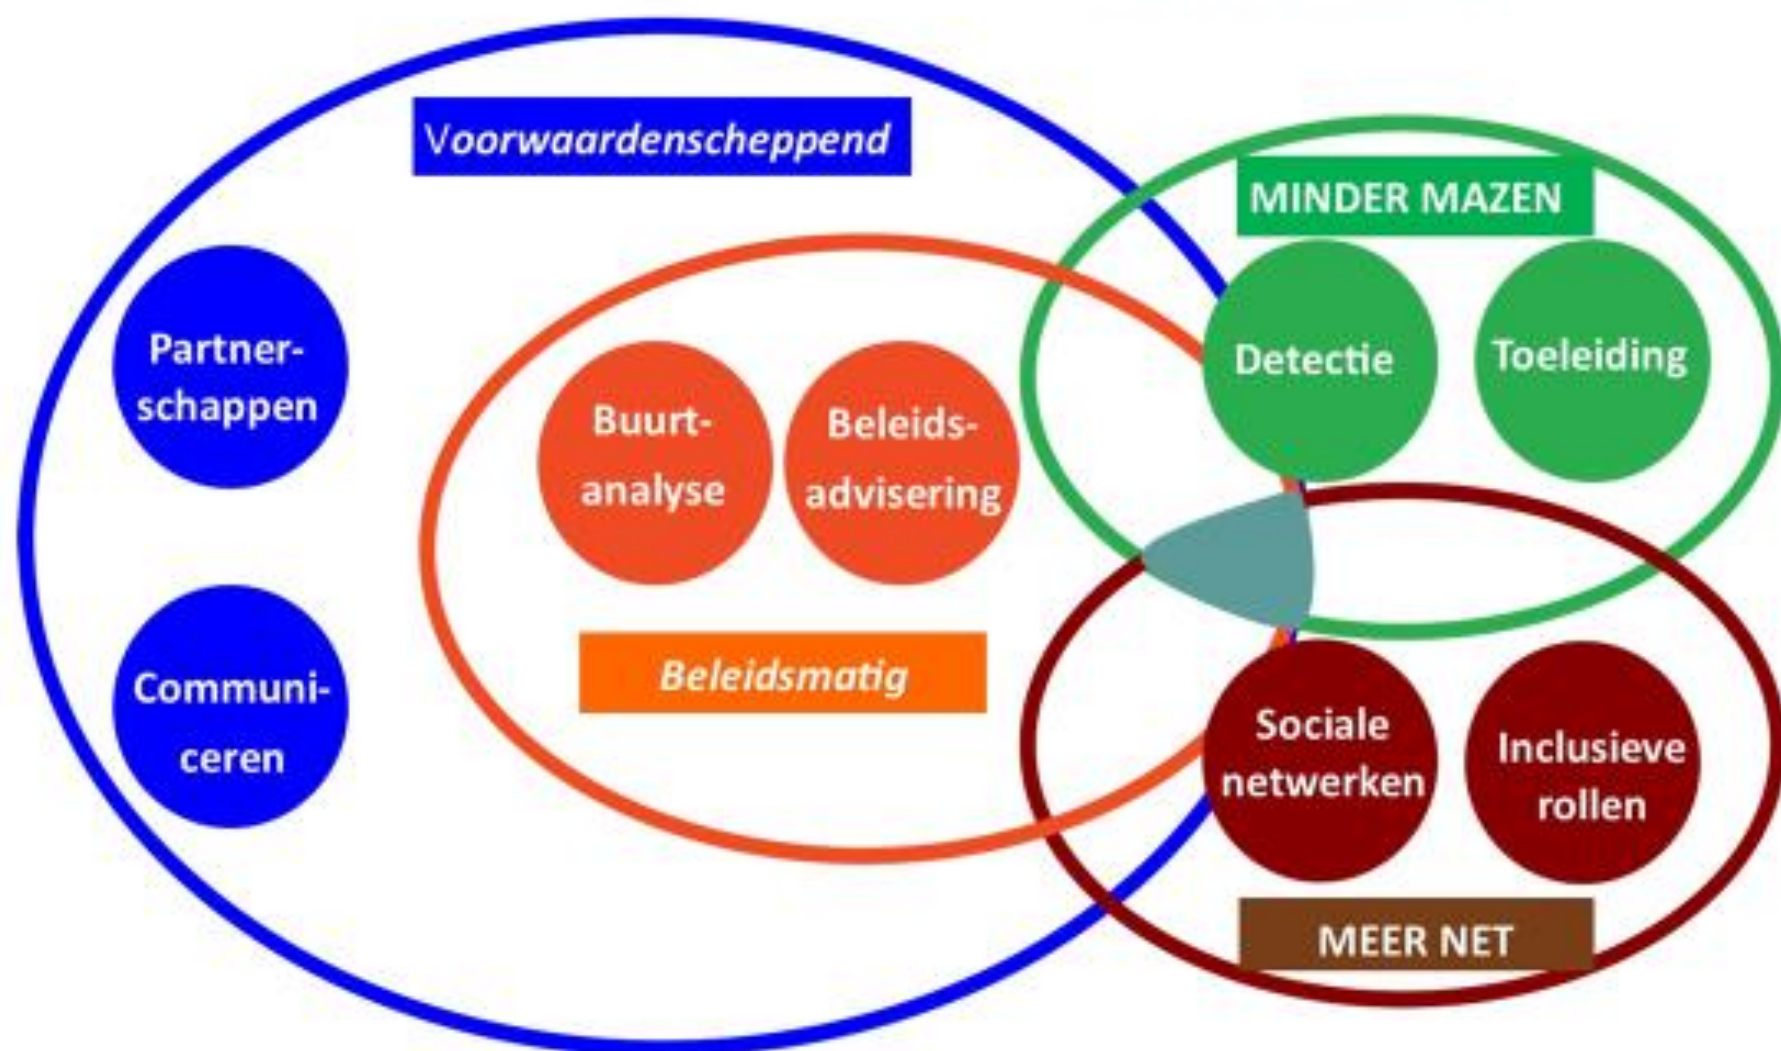 Voorwaardenscheppend
MINDER MAZEN
Partner-
schappen
Buurt-
analyse
Beleids-
advisering
Detectie
Toeleiding
Communi-
ceren
Beleidsmatig
Sociale
netwerken
Inclusieve
rollen
MEER NET